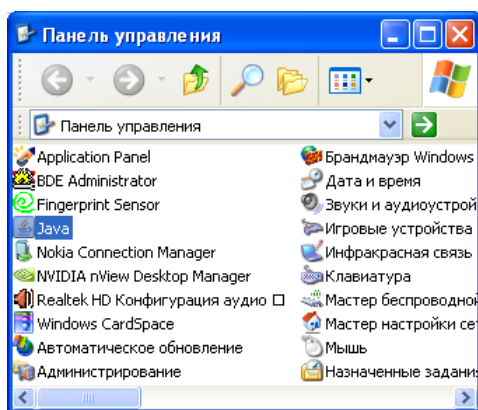 Панель управления
Панель управления
Application Panel
BDE Administrator
Fingerprint Sensor
Java
Nokia Connection Manager
NVIDIA nView Desktop Manager
Realtek HD Конфигурация аудио □
Windows CardSpace
Автоматическое обновление
Администрирование
Брандмауэр Windows
Дата и время
Звуки и аудиоустрой
Игровые устройства
Инфракрасная связь
Клавиатура
Мастер беспроводной
Мастер настройки се
Мышь
Назначенные задани